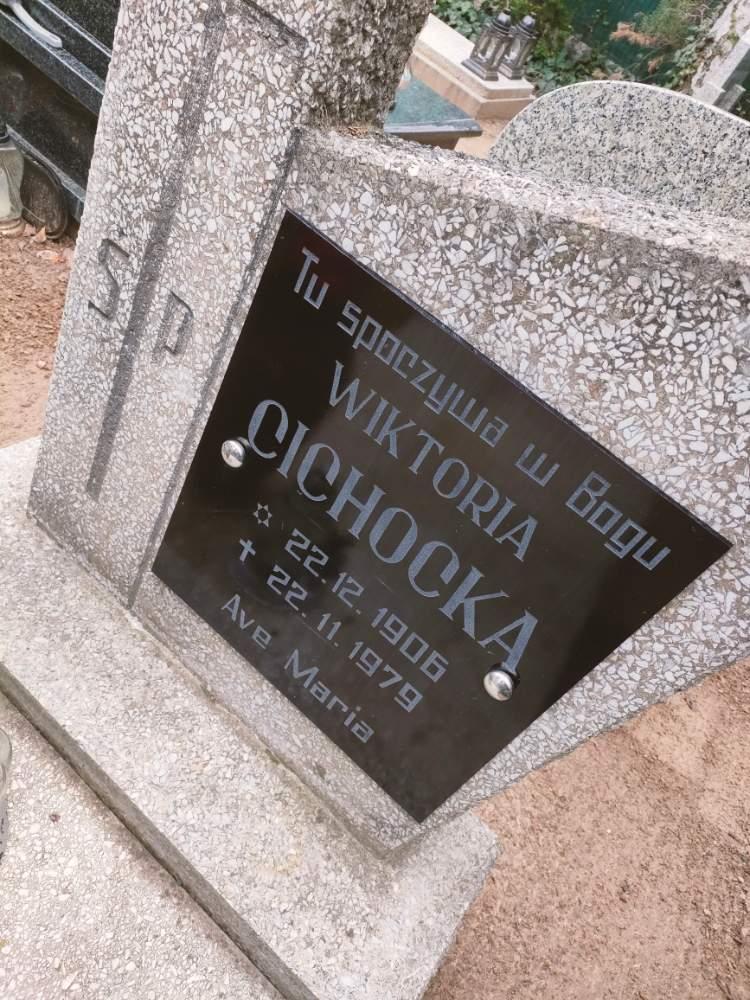 S P
Tu spoczywa w Bogu
WIKTORIA
CICHOCKA
✡ 22.12.1906
✝ 22.11.1979
Ave Maria